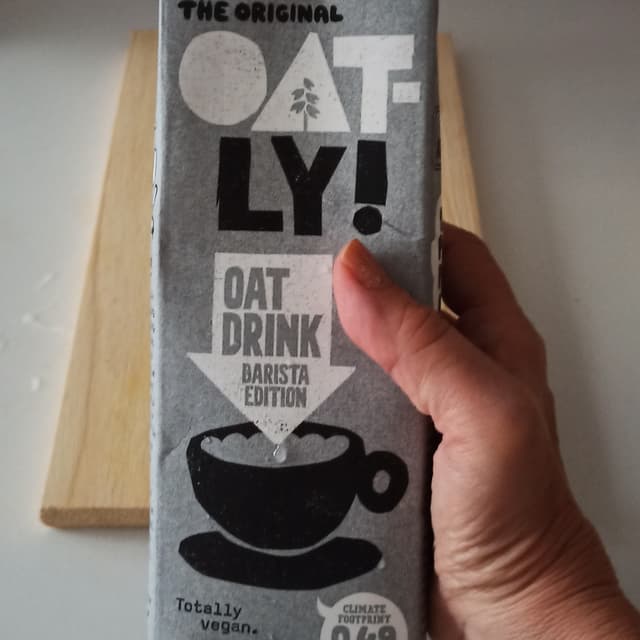 THE ORIGINAL
OAT-
LY!
OAT
DRINK
BARISTA
EDITION
Totally
vegan.
CLIMATE
FOOTPRINT